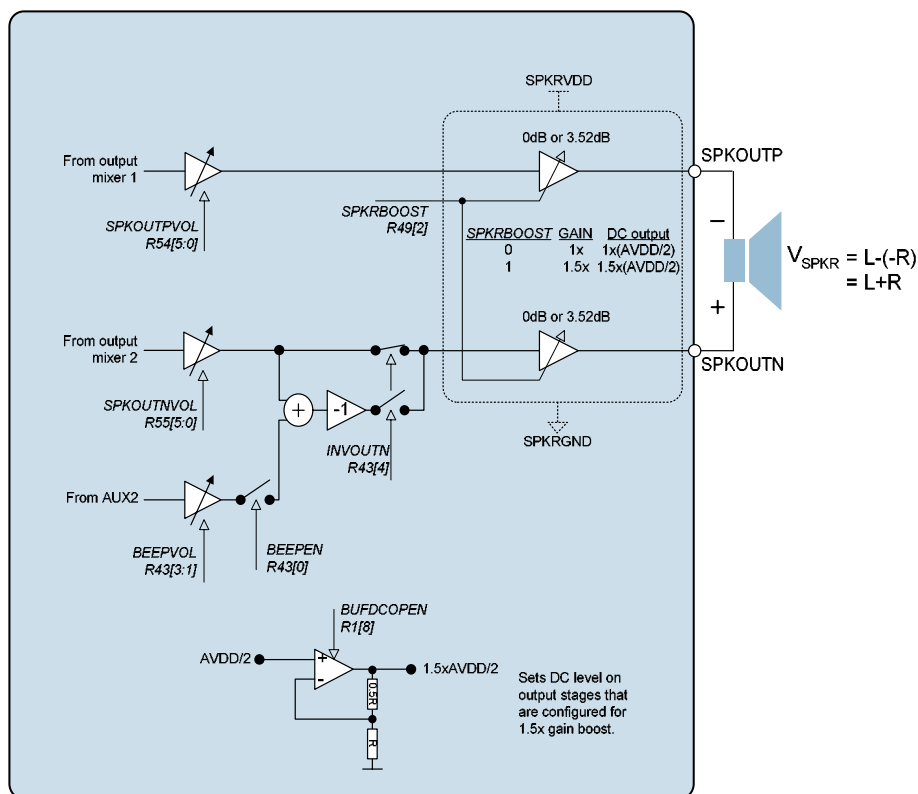 SPKRVDD
0dB or 3.52dB
SPKOUTP
From output
mixer 1
SPKOUTPVOL
R54[5:0]
SPKRBOOST
R49[2]
SPKRBOOST GAIN DC output
0 1x 1x(AVDD/2)
1 1.5x 1.5x(AVDD/2)
−
+
VSPKR = L-(-R)
= L+R
0dB or 3.52dB
From output
mixer 2
SPKOUTN
SPKOUTNVOL
R55[5:0]
+
-1
INVOUTN
R43[4]
SPKRGND
From AUX2
BEEPVOL
R43[3:1]
BEEPEN
R43[0]
BUFDCOPEN
R1[8]
AVDD/2
+
-
1.5xAVDD/2
0.5R
R
Sets DC level on
output stages that
are configured for
1.5x gain boost.